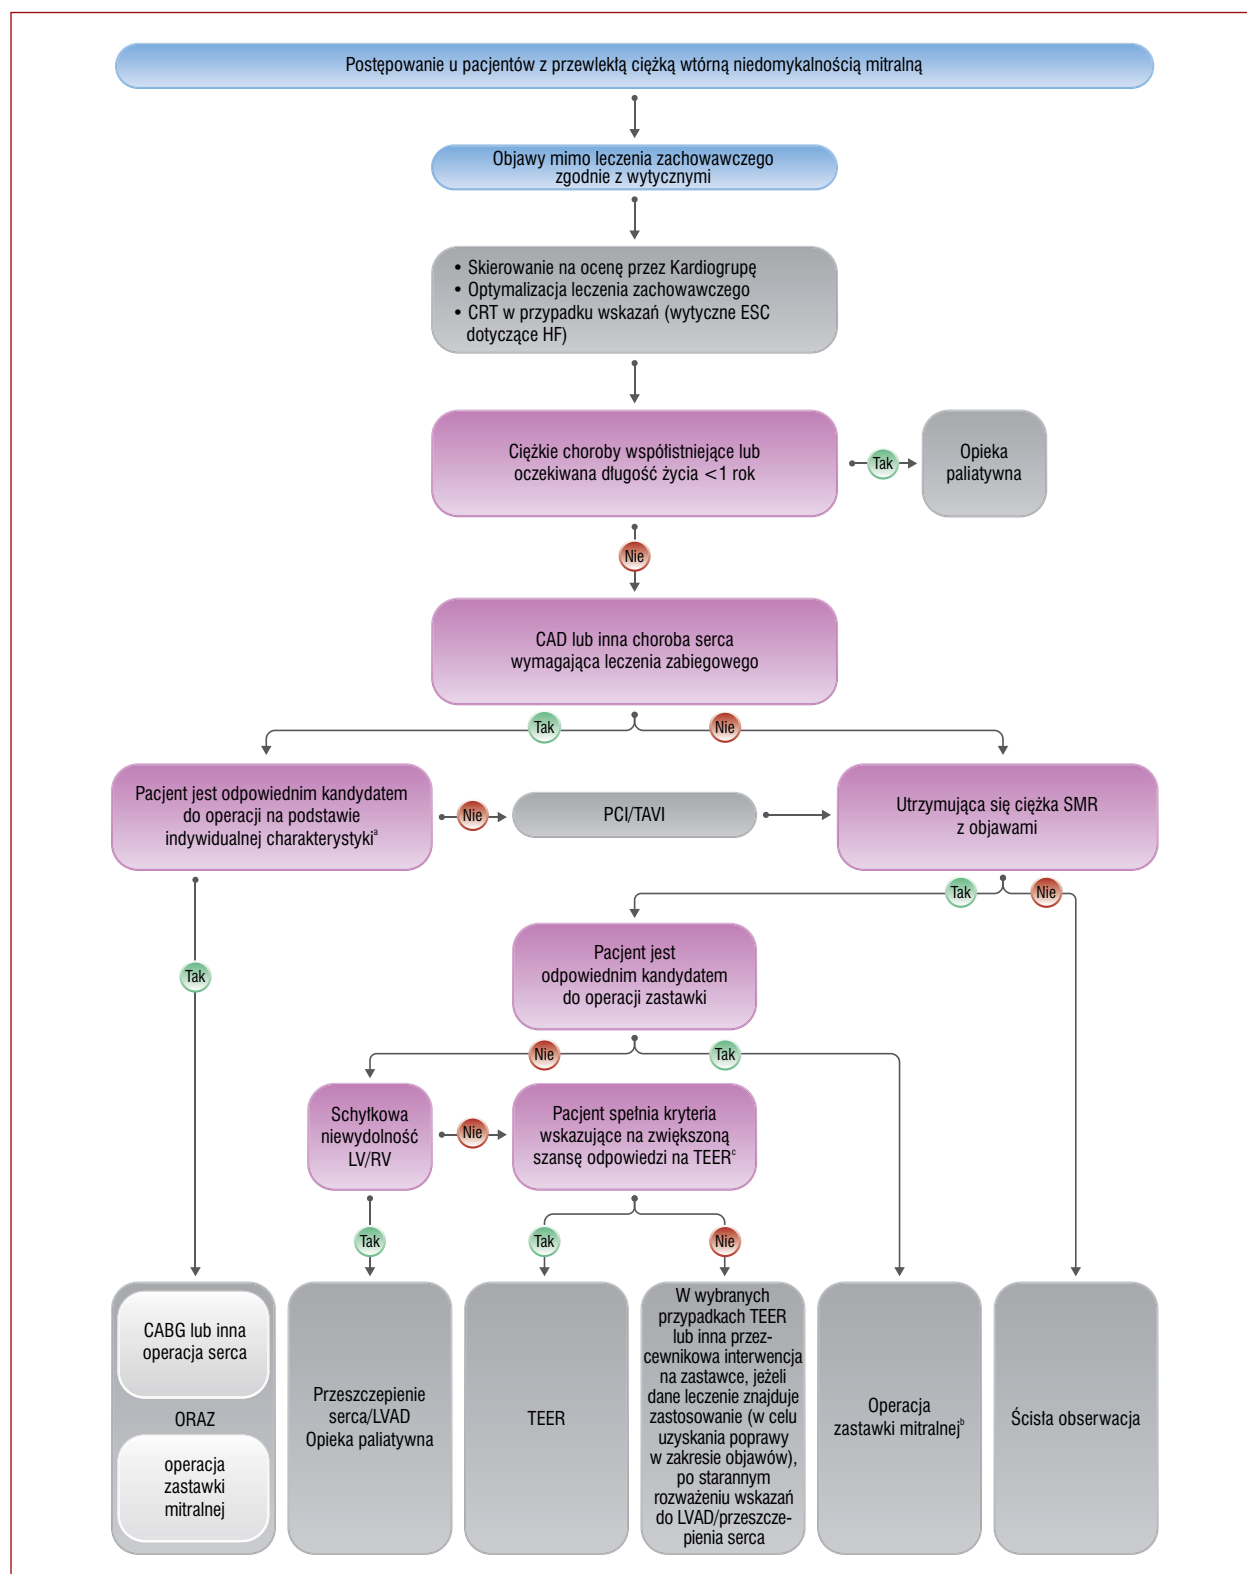 Postępowanie u pacjentów z przewlekłą ciężką wtórną niedomykalnością mitralną
Objawy mimo leczenia zachowawczego
zgodnie z wytycznymi
• Skierowanie na ocenę przez Kardiogrupę
• Optymalizacja leczenia zachowawczego
• CRT w przypadku wskazań (wytyczne ESC
dotyczące HF)
Ciężkie choroby współistniejące lub
oczekiwana długość życia <1 rok
Tak
Opieka
paliatywna
Nie
CAD lub inna choroba serca
wymagająca leczenia zabiegowego
Tak
Nie
Pacjent jest odpowiednim kandydatem
do operacji na podstawie
indywidualnej charakterystykiᵃ
Nie
PCI/TAVI
Utrzymująca się ciężka SMR
z objawami
Tak
Nie
Pacjent jest
odpowiednim kandydatem
do operacji zastawki
Tak
Nie
Tak
Schyłkowa
niewydolność
LV/RV
Nie
Pacjent spełnia kryteria
wskazujące na zwiększoną
szansę odpowiedzi na TEERᶜ
Tak
Tak
Nie
CABG lub inna
operacja serca
ORAZ
operacja
zastawki
mitralnej
Przeszczepienie
serca/LVAD
Opieka paliatywna
TEER
W wybranych
przypadkach TEER
lub inna przez-
cewnikowa interwencja
na zastawce, jeżeli
dane leczenie znajduje
zastosowanie (w celu
uzyskania poprawy
w zakresie objawów),
po starannym
rozważeniu wskazań
do LVAD/przeszcze-
pienia serca
Operacja
zastawki mitralnejᵇ
Ścisła obserwacja